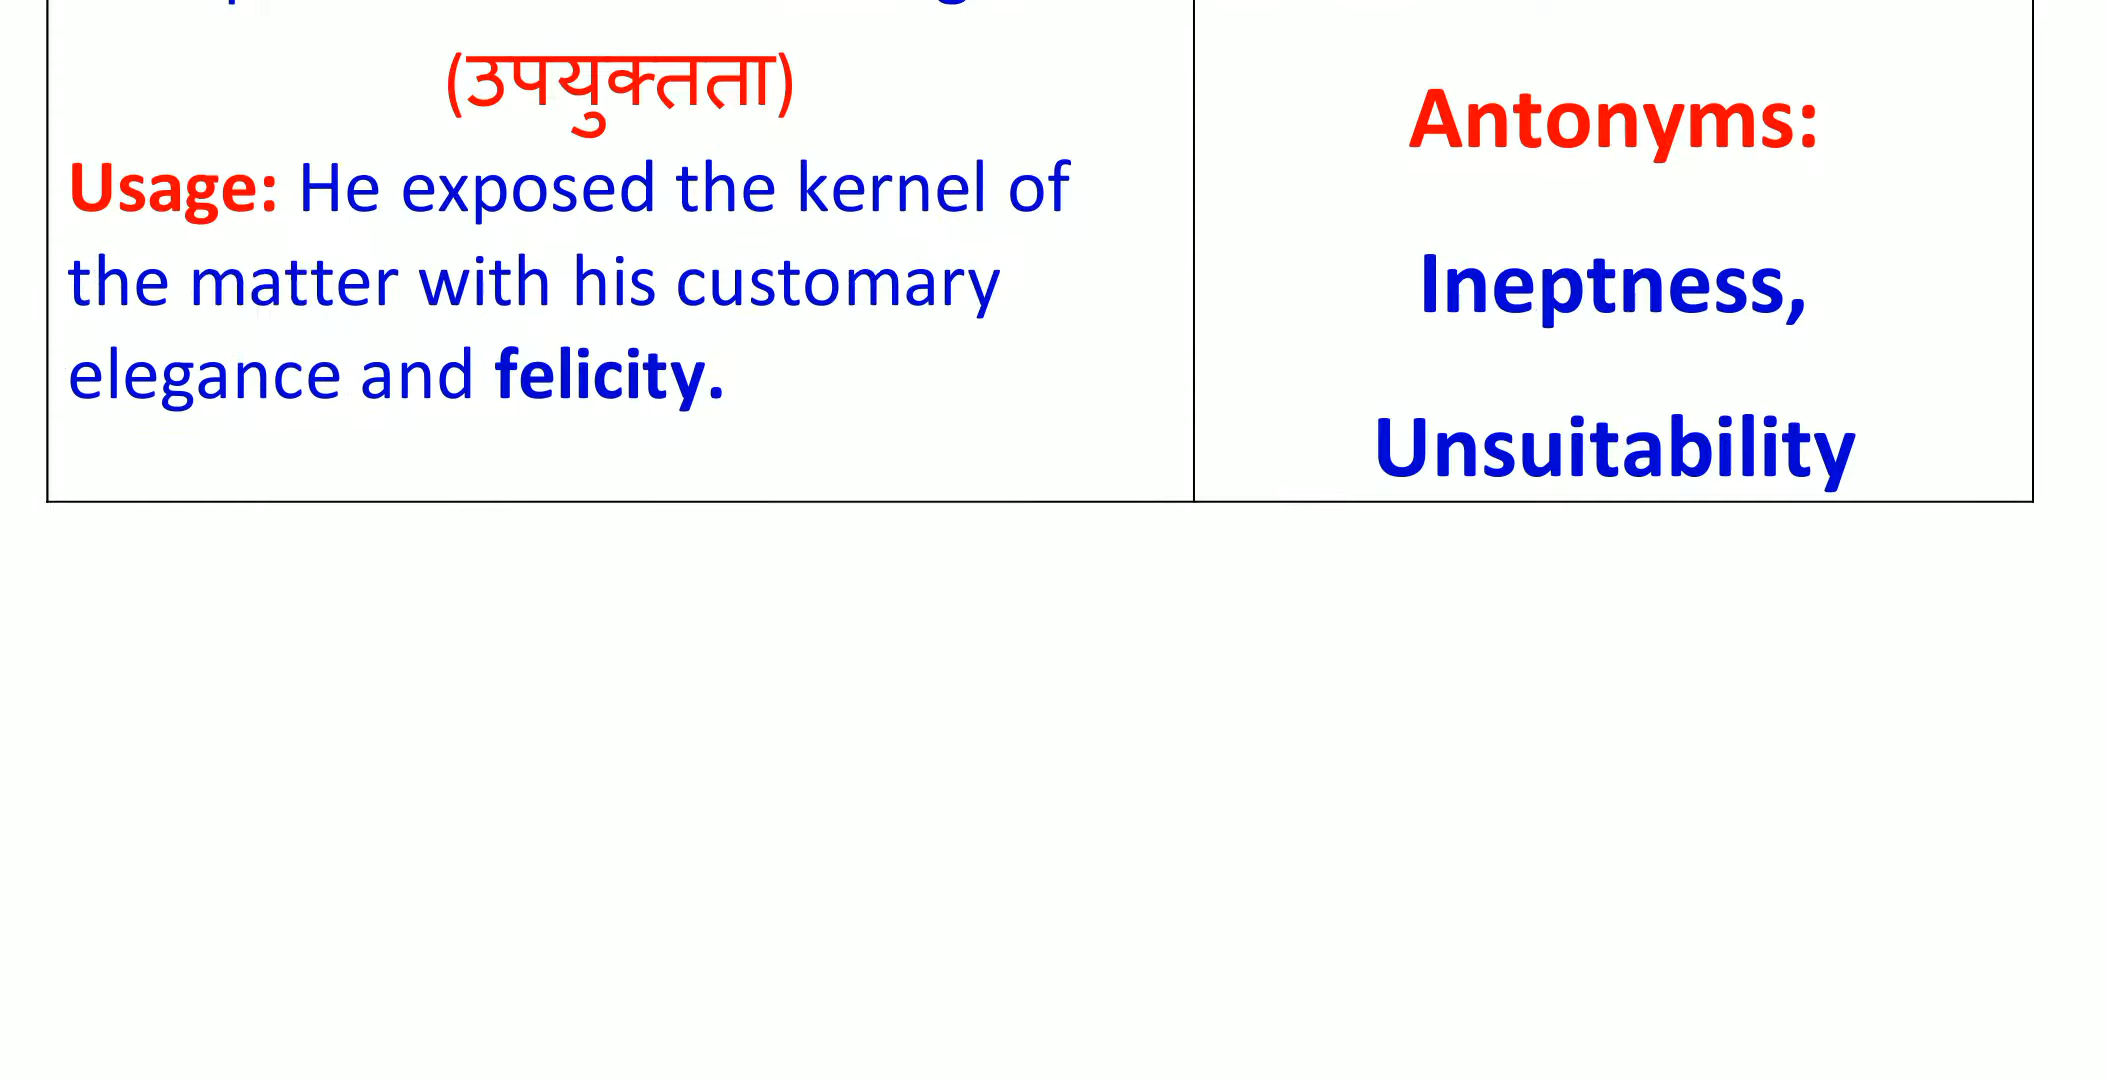 (उपयुक्तता)
Usage: He exposed the kernel of
the matter with his customary
elegance and felicity.
Antonyms:
Ineptness,
Unsuitability